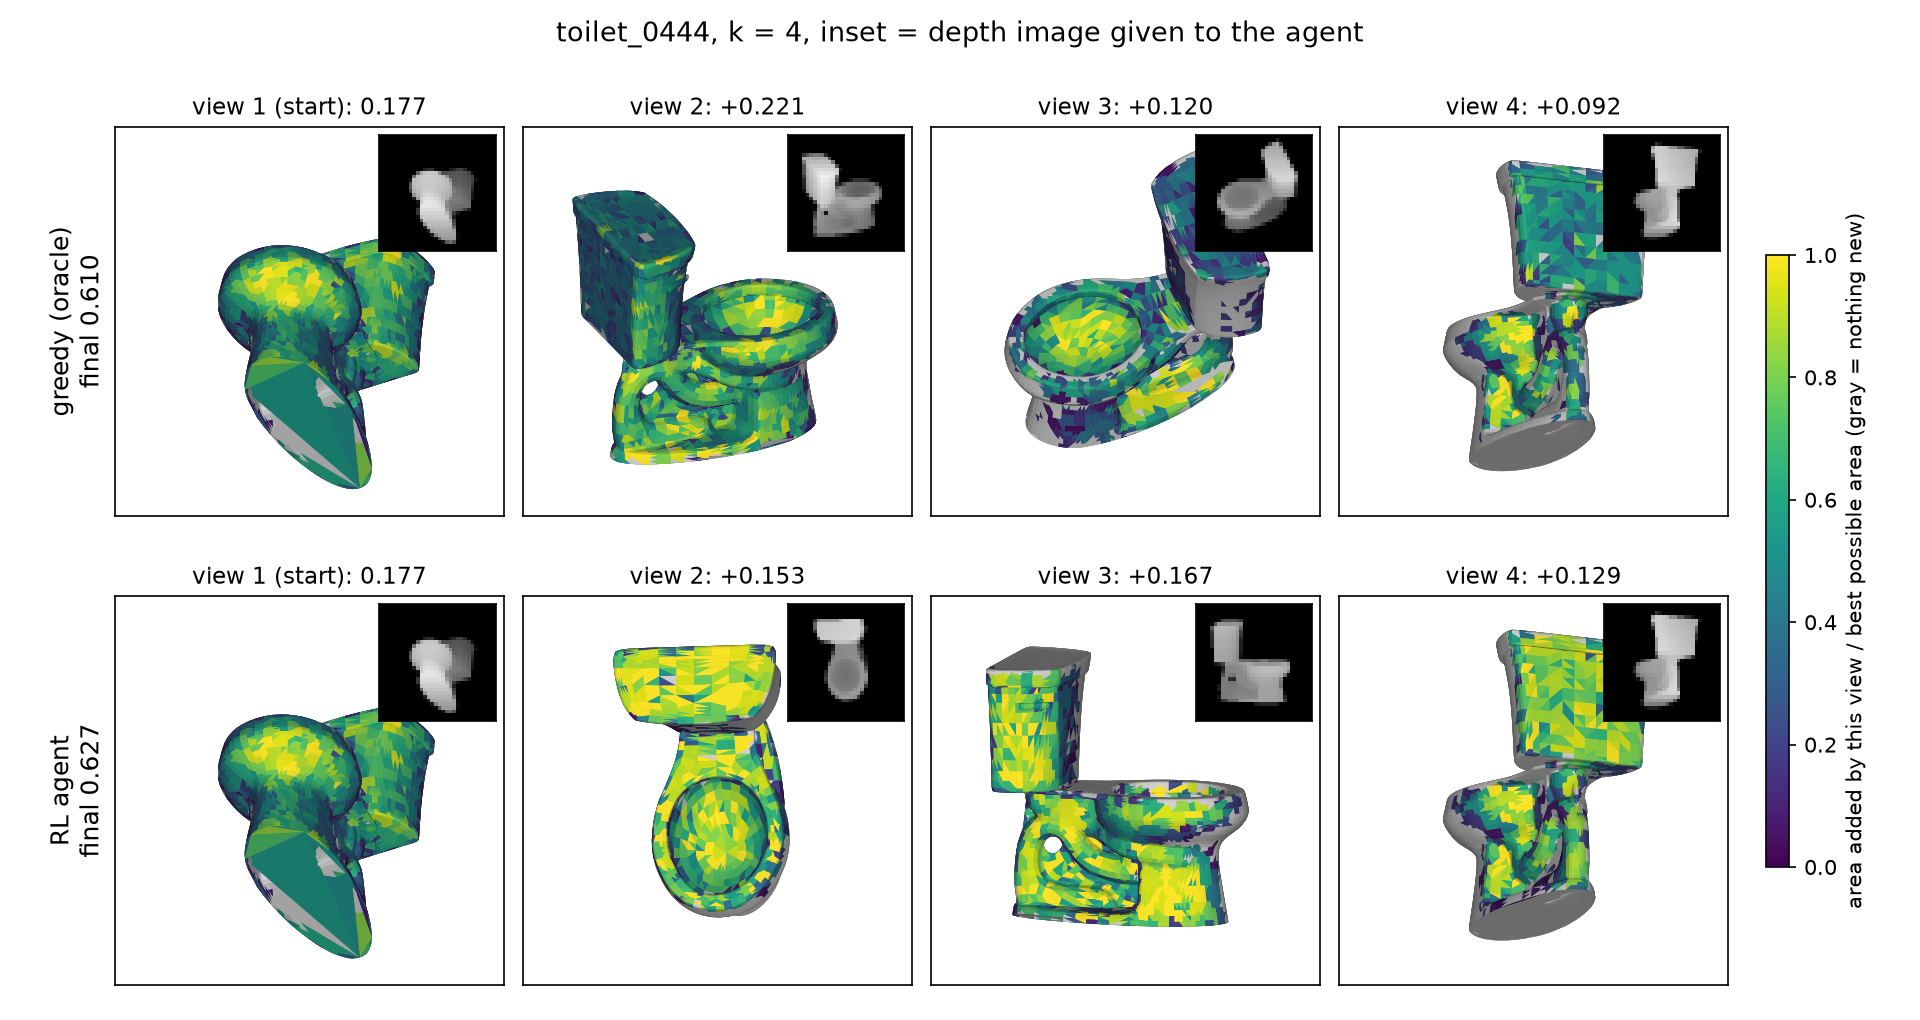 toilet_0444, k = 4, inset = depth image given to the agent
greedy (oracle)
final 0.610
view 1 (start): 0.177
view 2: +0.221
view 3: +0.120
view 4: +0.092
RL agent
final 0.627
view 1 (start): 0.177
view 2: +0.153
view 3: +0.167
view 4: +0.129
1.0
0.8
0.6
0.4
0.2
0.0
area added by this view / best possible area (gray = nothing new)